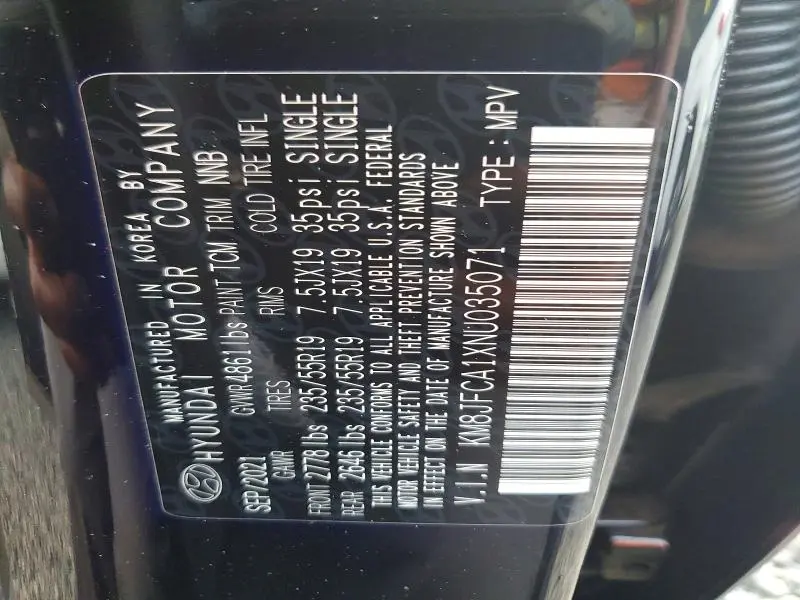 MANUFACTURED IN KOREA BY
HYUNDAI MOTOR COMPANY
SEP/2021 GVWR 4861 lbs PAINT TCM TRIM NNB
GAWR TIRES RIMS COLD TIRE INFL
FRONT 2778 lbs 235/55R19 7.5JX19 35psi SINGLE
REAR 2646 lbs 235/55R19 7.5JX19 35psi SINGLE
THIS VEHICLE CONFORMS TO ALL APPLICABLE U.S.A. FEDERAL
MOTOR VEHICLE SAFETY AND THEFT PREVENTION STANDARDS
IN EFFECT ON THE DATE OF MANUFACTURE SHOWN ABOVE
V.I.N KM8JFCA1XNU035071 TYPE: MPV